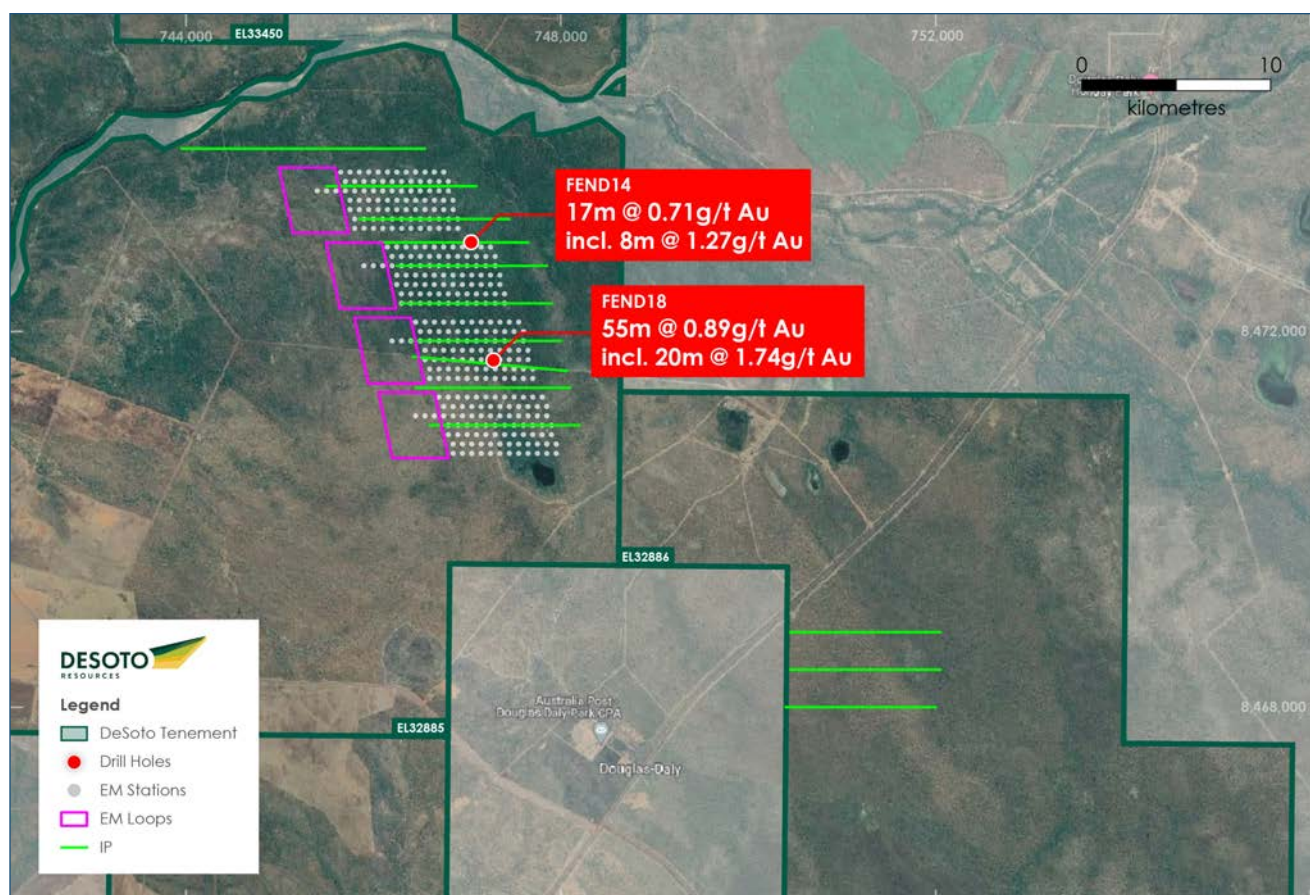 744,000
EL33450
748,000
752,000
0 10
kilometres
FEND14
17m @ 0.71g/t Au
incl. 8m @ 1.27g/t Au
FEND18
55m @ 0.89g/t Au
incl. 20m @ 1.74g/t Au
8,472,000
EL32886
DESOTO
RESOURCES
Legend
DeSoto Tenement
Drill Holes
EM Stations
EM Loops
IP
EL32885
Australia Post
Douglas Daly Park CPA
Douglas-Daly
8,468,000